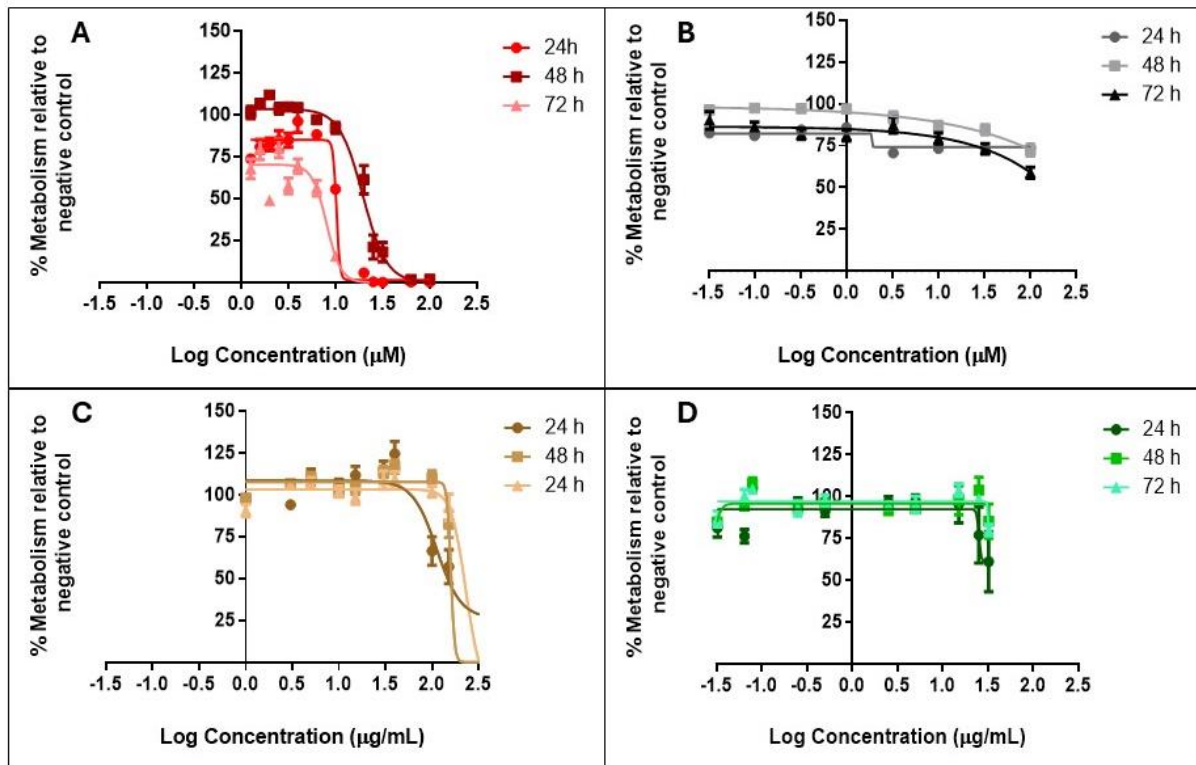 A
% Metabolism relative to
negative control
150
125
100
75
50
25
-1.5 -1.0 -0.5 0.0 0.5 1.0 1.5 2.0 2.5
Log Concentration (μM)
24h
48 h
72 h
B
% Metabolism relative to
negative control
150
125
100
75
50
25
-1.5 -1.0 -0.5 0.0 0.5 1.0 1.5 2.0 2.5
Log Concentration (μM)
24 h
48 h
72 h
C
% Metabolism relative to
negative control
150
125
100
75
50
25
-1.5 -1.0 -0.5 0.0 0.5 1.0 1.5 2.0 2.5
Log Concentration (μg/mL)
24 h
48 h
24 h
D
% Metabolism relative to
negative control
150
125
100
75
50
25
-1.5 -1.0 -0.5 0.0 0.5 1.0 1.5 2.0 2.5
Log Concentration (μg/mL)
24 h
48 h
72 h